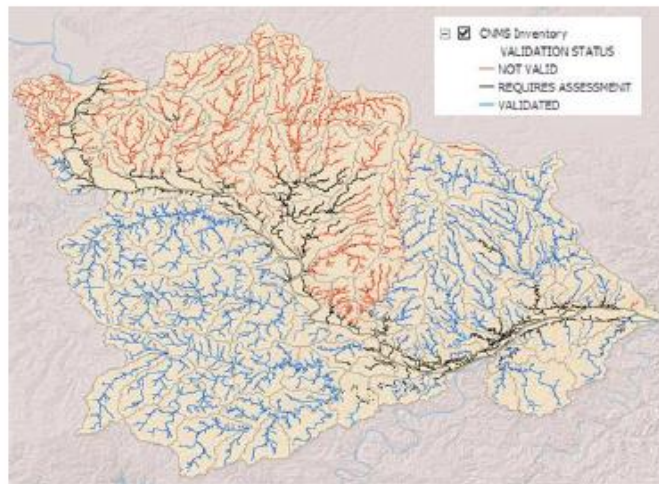 CNMS Inventory
VALIDATION STATUS
NOT VALID
REQUIRES ASSESSMENT
VALIDATED